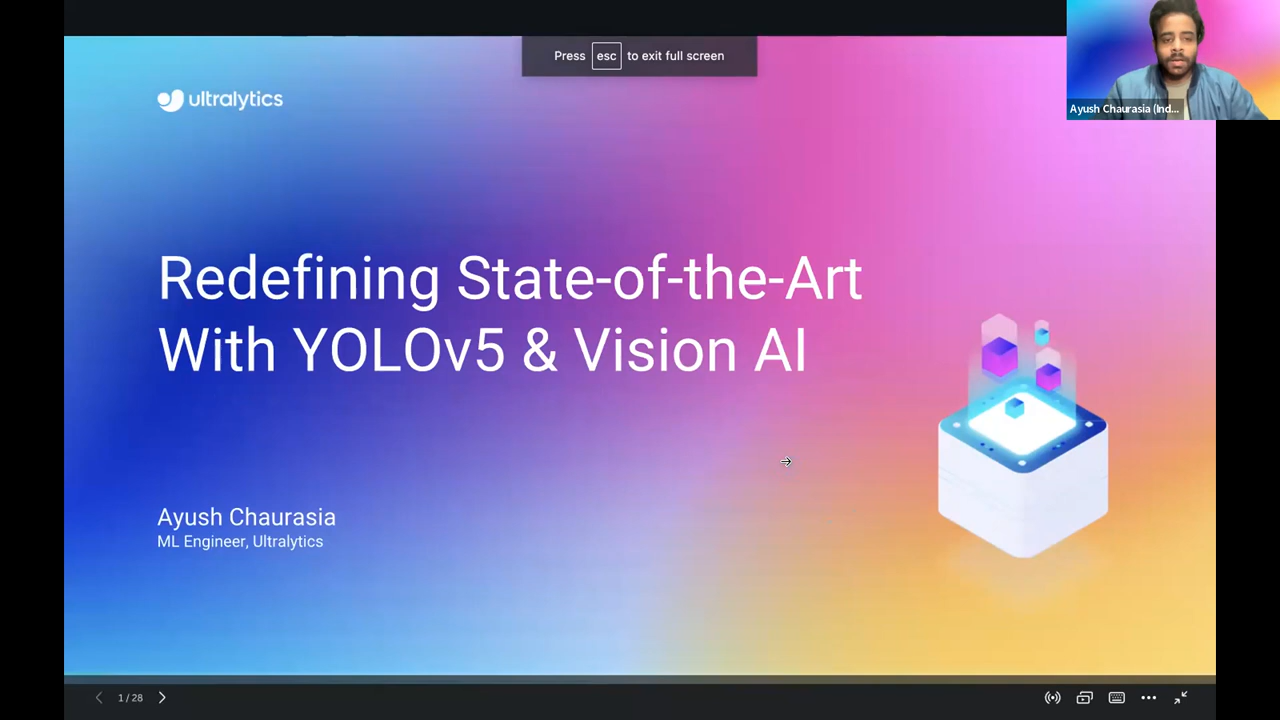 Press esc to exit full screen
Ayush Chaurasia (Ind...
ultralytics
Redefining State-of-the-Art
With YOLOv5 & Vision AI
Ayush Chaurasia
ML Engineer, Ultralytics
1 / 28